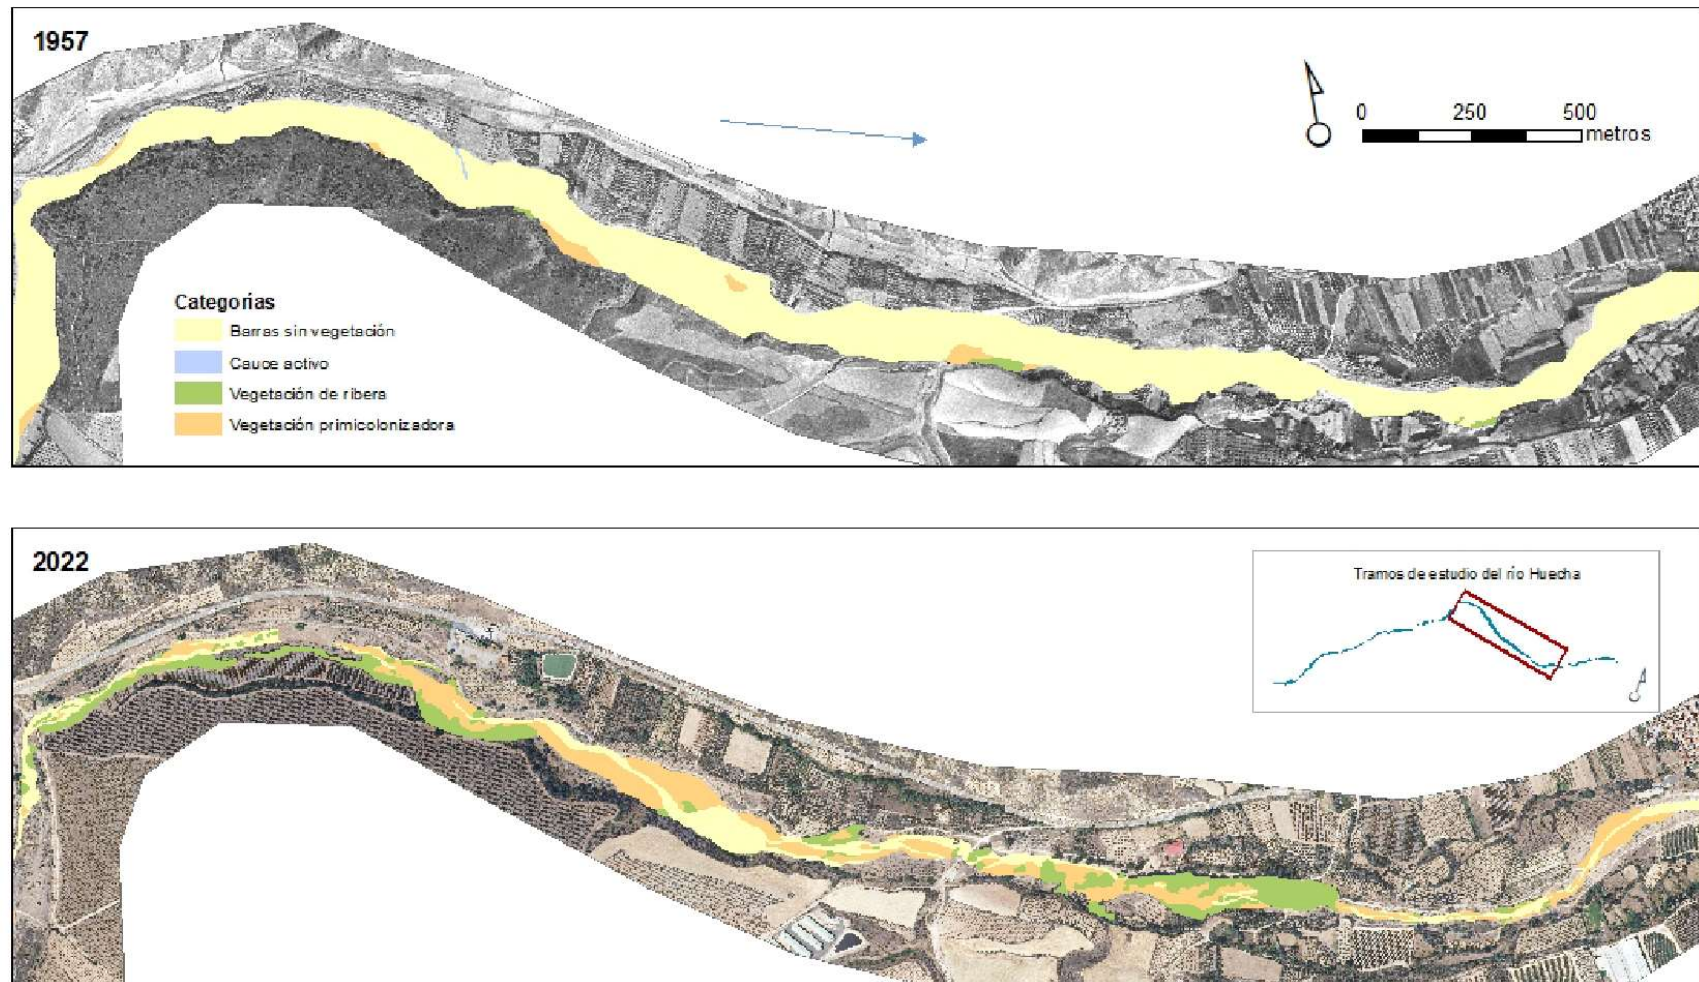 1957
0 250 500
metros
Categorías
Barras sin vegetación
Cauce activo
Vegetación de ribera
Vegetación primicolonizadora
2022
Tramos de estudio del río Huecha